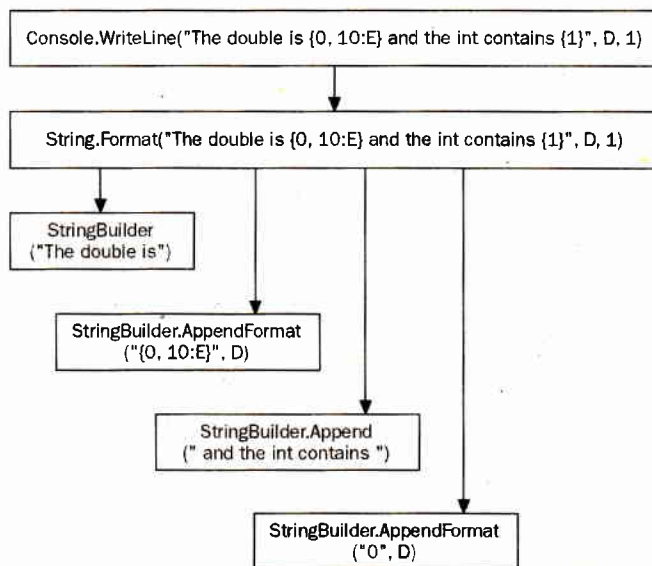 Console.WriteLine("The double is {0, 10:E} and the int contains {1}", D, 1)
String.Format("The double is {0, 10:E} and the int contains {1}", D, 1)
StringBuilder
("The double is")
StringBuilder.AppendFormat
("{0, 10:E}", D)
StringBuilder.Append
(" and the int contains ")
StringBuilder.AppendFormat
("0", D)